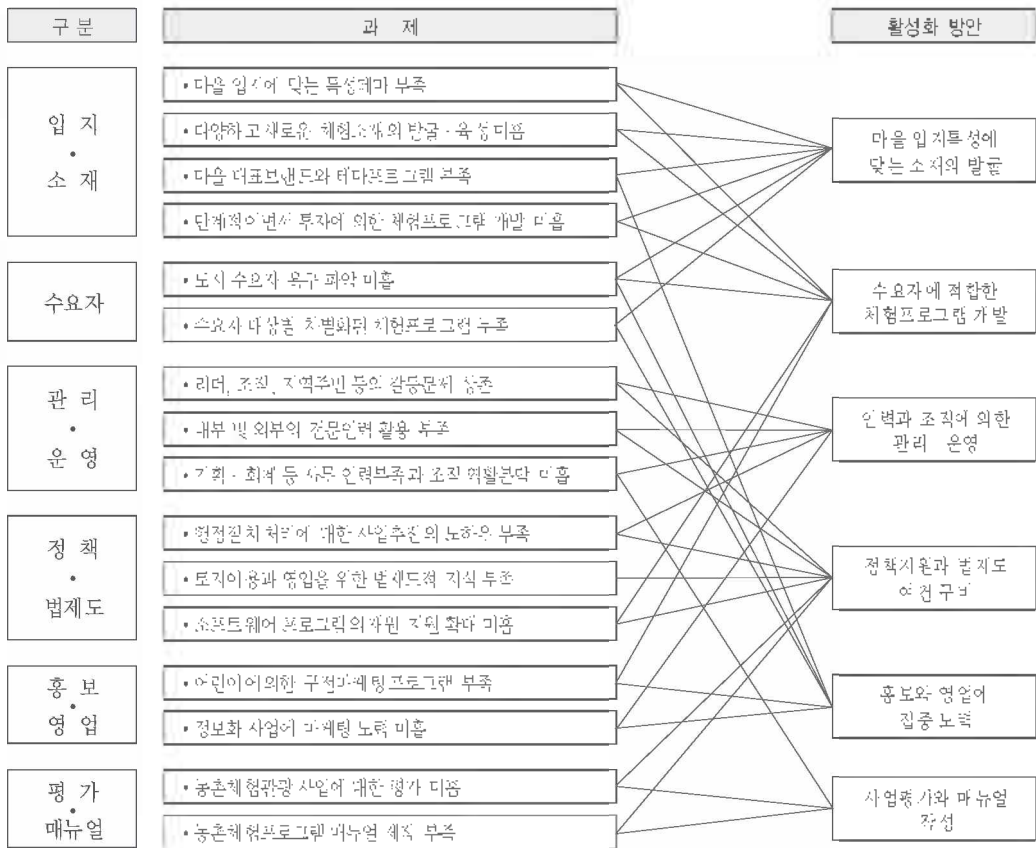 구 분
과 제
활성화 방안
입 지
·
소 재
• 마을 입지에 맞는 특성테마 부족
• 다양하고 새로운 체험소재의 발굴·육성 미흡
• 마을 대표브랜드와 테마프로그램 부족
• 단계적이면서 투자에 의한 체험프로그램 개발 미흡
마을 입지특성에
맞는 소재의 발굴
수요자
• 도시 수요자 욕구 파악 미흡
• 수요자 대상별 차별화된 체험프로그램 부족
수요자에 적합한
체험프로그램 개발
관 리
·
운 영
• 리더, 조직, 지역주민 등의 갈등문제 상존
• 내부 및 외부의 전문인력 활용 부족
• 기획·회계 등 사무 인력부족과 조직 역할분담 미흡
인력과 조직에 의한
관리 운영
정 책
·
법제도
• 행정절차 처리에 대한 사업추진의 노하우 부족
• 토지이용과 영업을 위한 법제도적 지식 부족
• 소프트웨어 프로그램의 자원 지원 확대 미흡
정책지원과 법제도
여건 구비
홍 보
·
영 업
• 어린이에 의한 구전마케팅프로그램 부족
• 정보화 사업에 마케팅 노력 미흡
홍보와 영업에
집중 노력
평 가
·
매뉴얼
• 농촌체험관광 사업에 대한 평가 미흡
• 농촌체험프로그램 매뉴얼 제작 부족
사업평가와 매뉴얼
작성